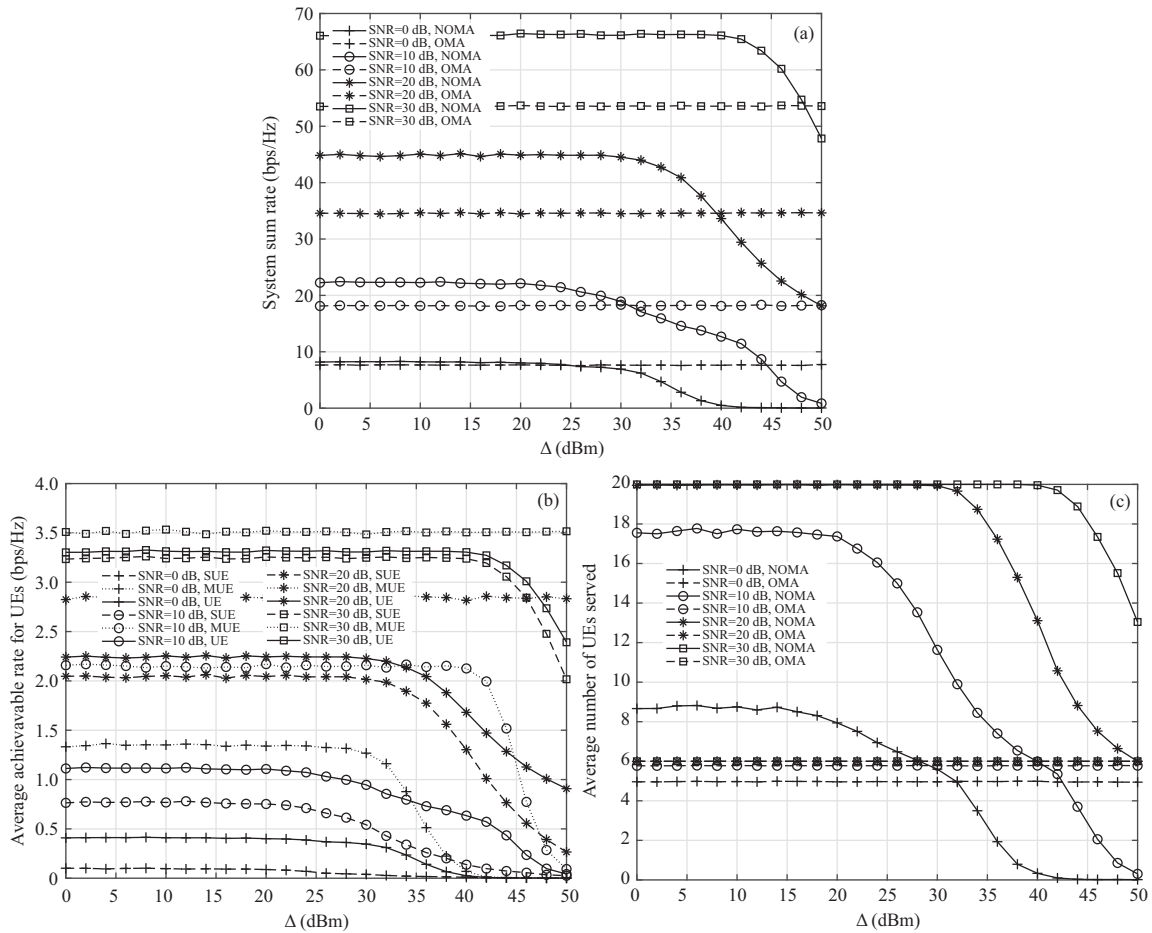 (a)
System sum rate (bps/Hz)
70
60
50
40
30
20
10
0
SNR=0 dB, NOMA
SNR=0 dB, OMA
SNR=10 dB, NOMA
SNR=10 dB, OMA
SNR=20 dB, NOMA
SNR=20 dB, OMA
SNR=30 dB, NOMA
SNR=30 dB, OMA
0 5 10 15 20 25 30 35 40 45 50
Δ (dBm)
(b)
Average achievavable rate for UEs (bps/Hz)
4.0
3.5
3.0
2.5
2.0
1.5
1.0
0.5
0
SNR=0 dB, SUE
SNR=0 dB, MUE
SNR=0 dB, UE
SNR=10 dB, SUE
SNR=10 dB, MUE
SNR=10 dB, UE
SNR=20 dB, SUE
SNR=20 dB, MUE
SNR=20 dB, UE
SNR=30 dB, SUE
SNR=30 dB, MUE
SNR=30 dB, UE
0 5 10 15 20 25 30 35 40 45 50
Δ (dBm)
(c)
Average number of UEs served
20
18
16
14
12
10
8
6
4
2
0
SNR=0 dB, NOMA
SNR=0 dB, OMA
SNR=10 dB, NOMA
SNR=10 dB, OMA
SNR=20 dB, NOMA
SNR=20 dB, OMA
SNR=30 dB, NOMA
SNR=30 dB, OMA
0 5 10 15 20 25 30 35 40 45 50
Δ (dBm)